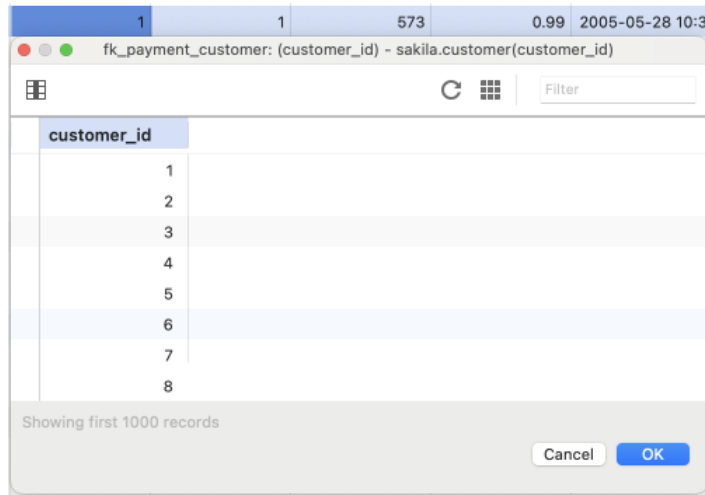 1 1 573 0.99 2005-05-28 10:3
fk_payment_customer: (customer_id) - sakila.customer(customer_id)
Filter
customer_id
1
2
3
4
5
6
7
8
Showing first 1000 records
Cancel OK